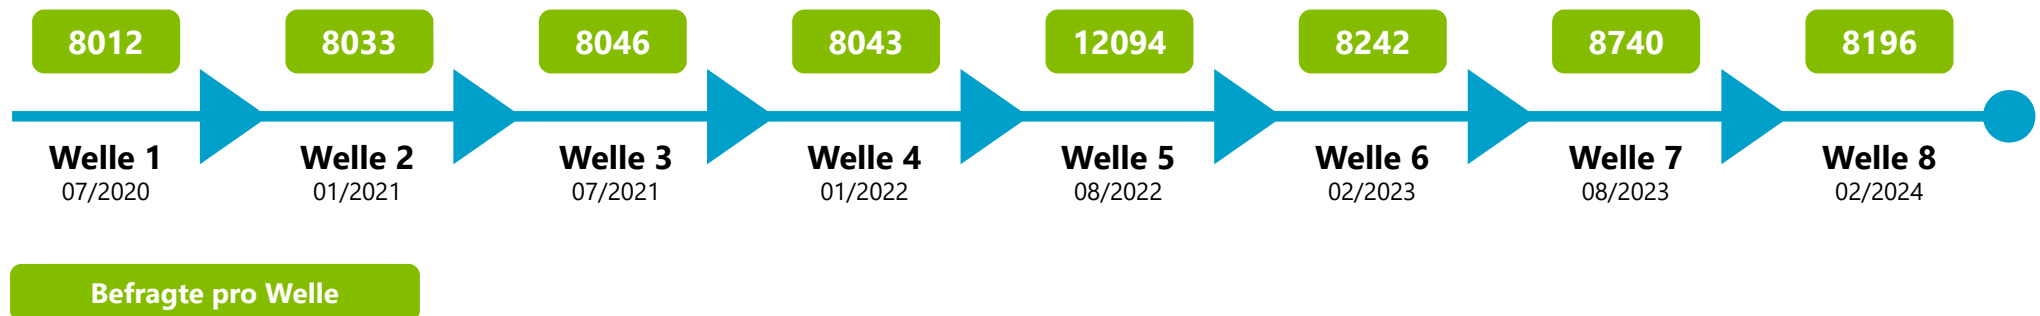 8012 8033 8046 8043 12094 8242 8740 8196
Welle 1 Welle 2 Welle 3 Welle 4 Welle 5 Welle 6 Welle 7 Welle 8
07/2020 01/2021 07/2021 01/2022 08/2022 02/2023 08/2023 02/2024
Befragte pro Welle